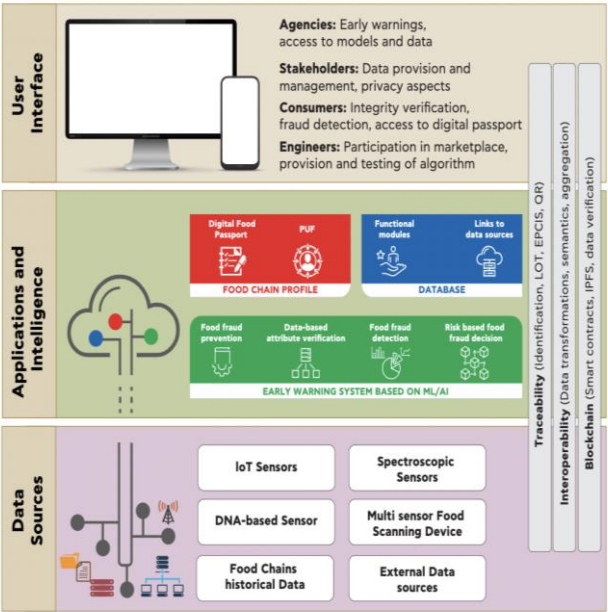 User
Interface
Agencies: Early warnings,
access to models and data
Stakeholders: Data provision and
management, privacy aspects
Consumers: Integrity verification,
fraud detection, access to digital passport
Engineers: Participation in marketplace,
provision and testing of algorithm
Applications and
Intelligence
Digital Food
Passport
PUF
FOOD CHAIN PROFILE
Functional
modules
Links to
data sources
DATABASE
Food fraud
prevention
Data-based
attribute verification
Food fraud
detection
Risk based food
fraud decision
EARLY WARNING SYSTEM BASED ON ML/AI
Data
Sources
IoT Sensors
Spectroscopic
Sensors
DNA-based Sensor
Multi sensor Food
Scanning Device
Food Chains
historical Data
External Data
sources
Traceability (Identification, LOT, EPCIS, QR)
Interoperability (Data transformations, semantics, aggregation)
Blockchain (Smart contracts, IPFS, data verification)